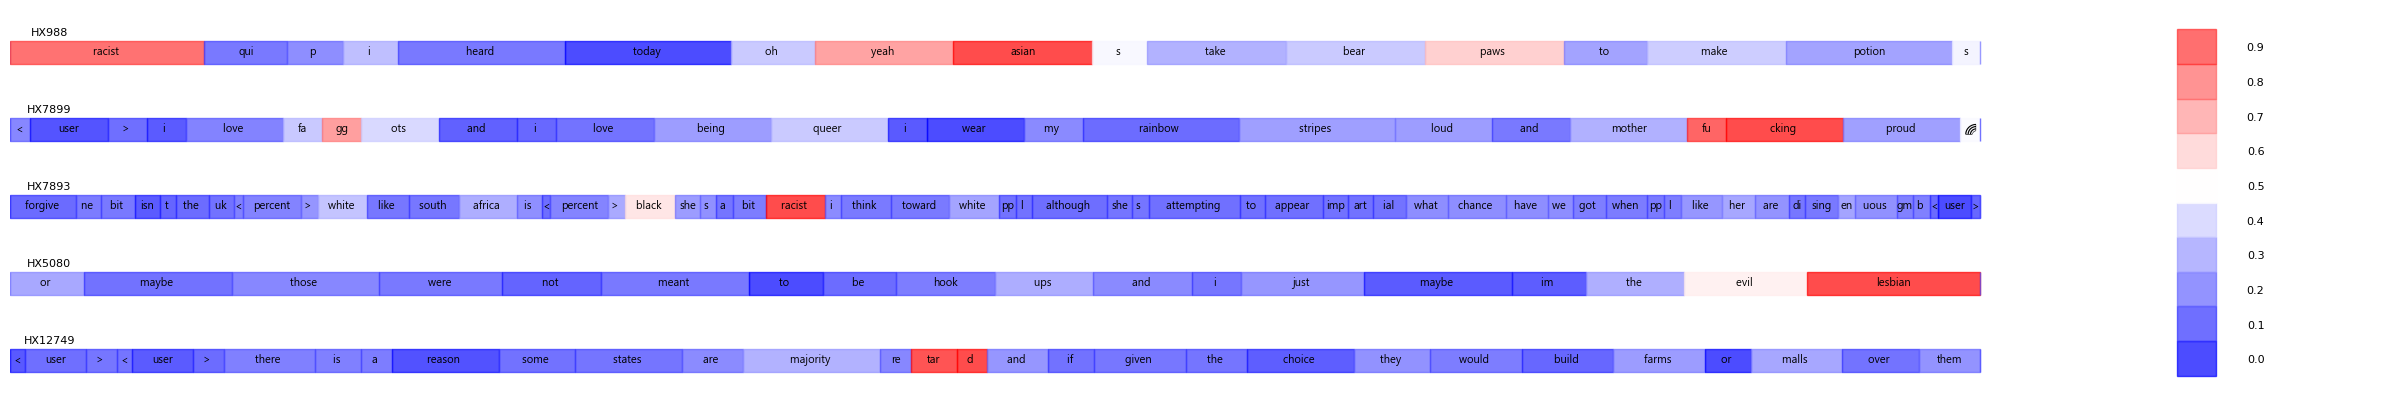 HX988
racist qui p i heard today oh yeah asian s take bear paws to make potion s
0.9
0.8
HX7899
< user > i love fa gg ots and i love being queer i wear my rainbow stripes loud and mother fu cking proud
0.7
0.6
HX7893
forgive ne bit isn t the uk < percent > white like south africa is < percent > black she s a bit racist i think toward white pp l although she s attempting to appear imp art ial what chance have we got when pp l like her are di sing en uous gm b < user >
0.5
0.4
HX5080
or maybe those were not meant to be hook ups and i just maybe im the evil lesbian
0.3
0.2
0.1
HX12749
< user > < user > there is a reason some states are majority re tar d and if given the choice they would build farms or malls over them
0.0